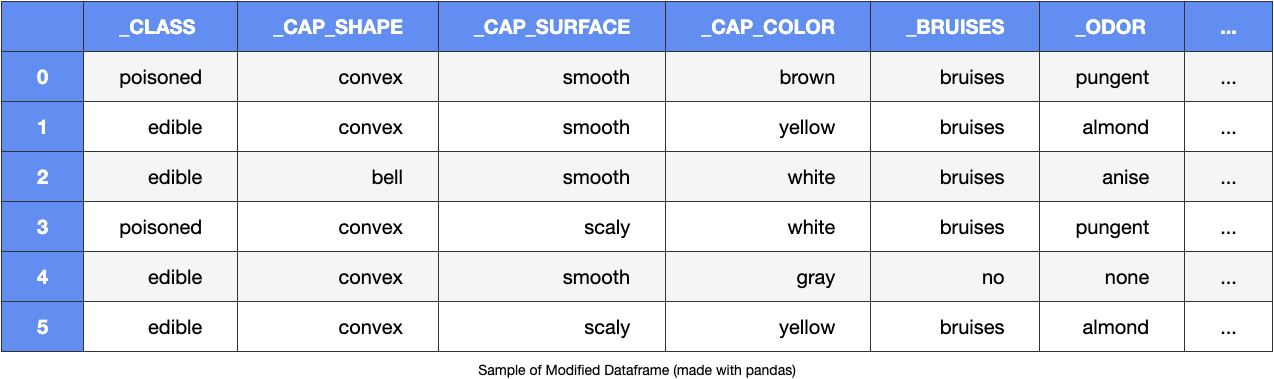 _CLASS _CAP_SHAPE _CAP_SURFACE _CAP_COLOR _BRUISES _ODOR ...
0 poisoned convex smooth brown bruises pungent ...
1 edible convex smooth yellow bruises almond ...
2 edible bell smooth white bruises anise ...
3 poisoned convex scaly white bruises pungent ...
4 edible convex smooth gray no none ...
5 edible convex scaly yellow bruises almond ...
Sample of Modified Dataframe (made with pandas)